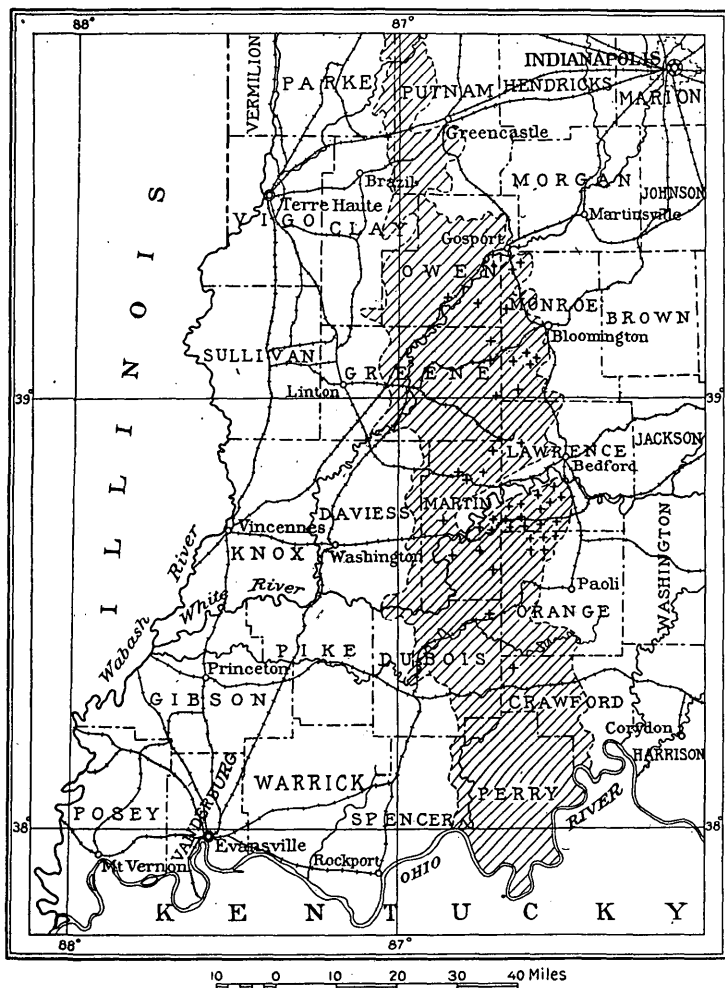 88°
87°
INDIANAPOLIS
VERMILION
PARKE
PUTNAM
HENDRICKS
MARION
Greencastle
Brazil
MORGAN
JOHNSON
Terre Haute
Martinsville
VIGO
CLAY
Gosport
OWEN
MONROE
BROWN
Bloomington
SULLIVAN
GREENE
Linton
39°
39°
ILLINOIS
LAWRENCE
JACKSON
Bedford
MARTIN
DAVIESS
Vincennes
KNOX
Washington
WASHINGTON
Paoli
ORANGE
Wabash River
White River
PIKE
DUBOIS
Princeton
GIBSON
CRAWFORD
Corydon
HARRISON
WARRICK
PERRY
VANDERBURG
POSEY
SPENCER
38°
38°
Evansville
Mt Vernon
Rockport
OHIO RIVER
KENTUCKY
88°
87°
10 0 10 20 30 40 Miles